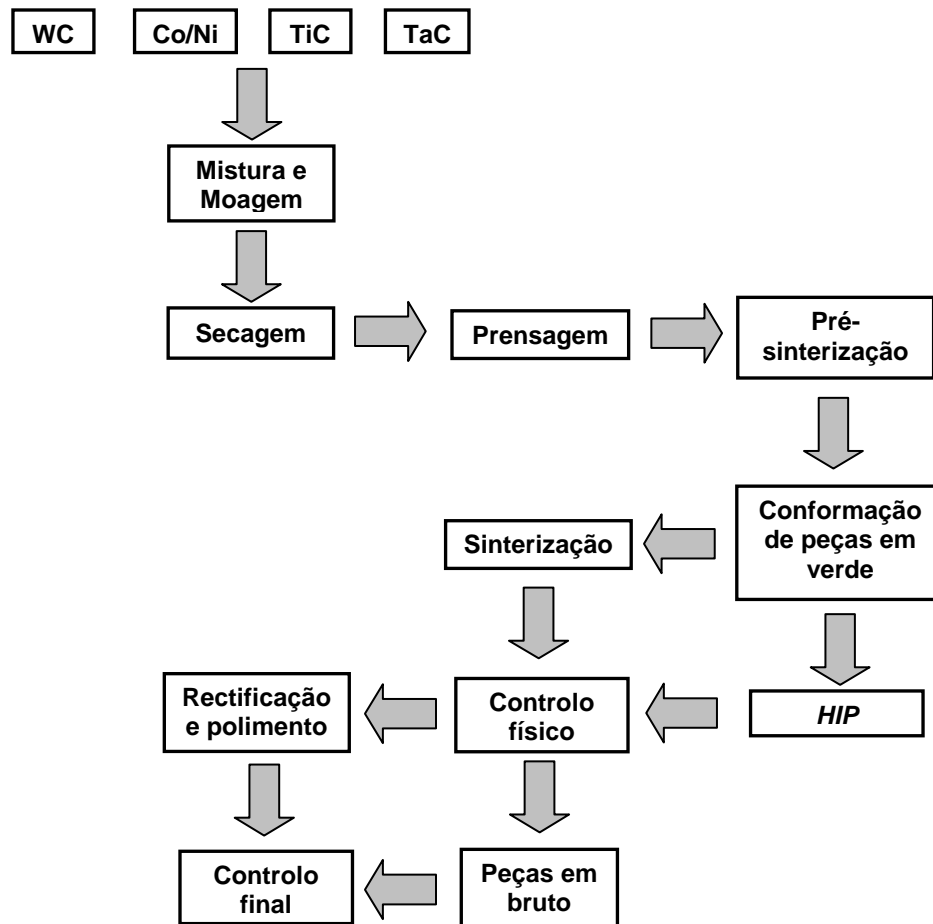 WC
Co/Ni
TiC
TaC
Mistura e
Moagem
Secagem
Prensagem
Pré-
sinterização
Conformação
de peças em
verde
Sinterização
Rectificação
e polimento
Controlo
físico
HIP
Controlo
final
Peças em
bruto